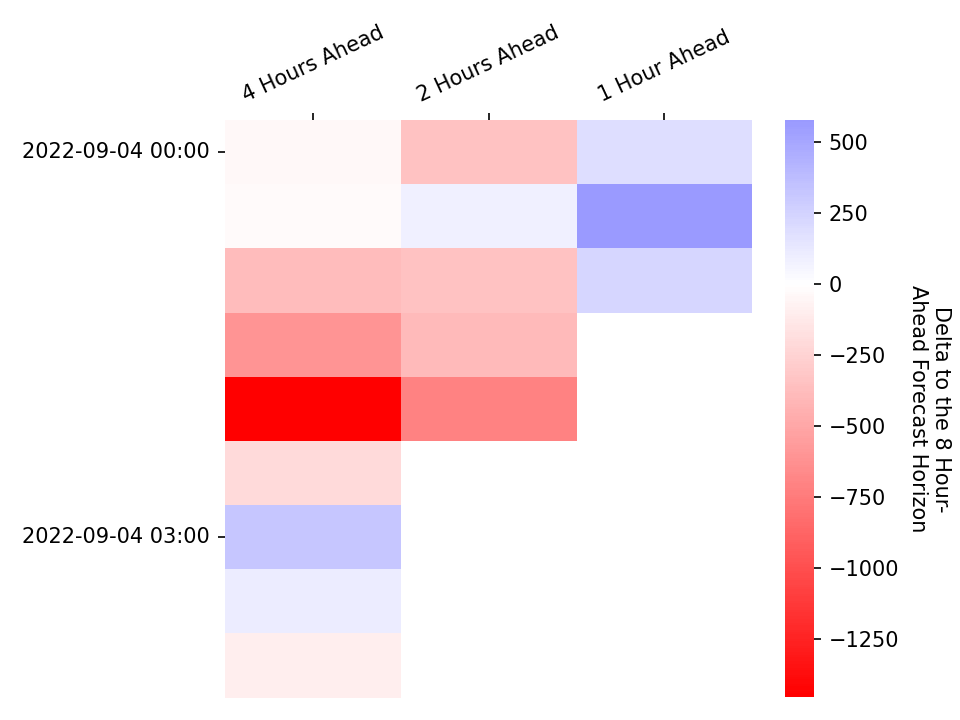 4 Hours Ahead
2 Hours Ahead
1 Hour Ahead
2022-09-04 00:00
2022-09-04 03:00
500
250
0
−250
−500
−750
−1000
−1250
Delta to the 8 Hour-
Ahead Forecast Horizon